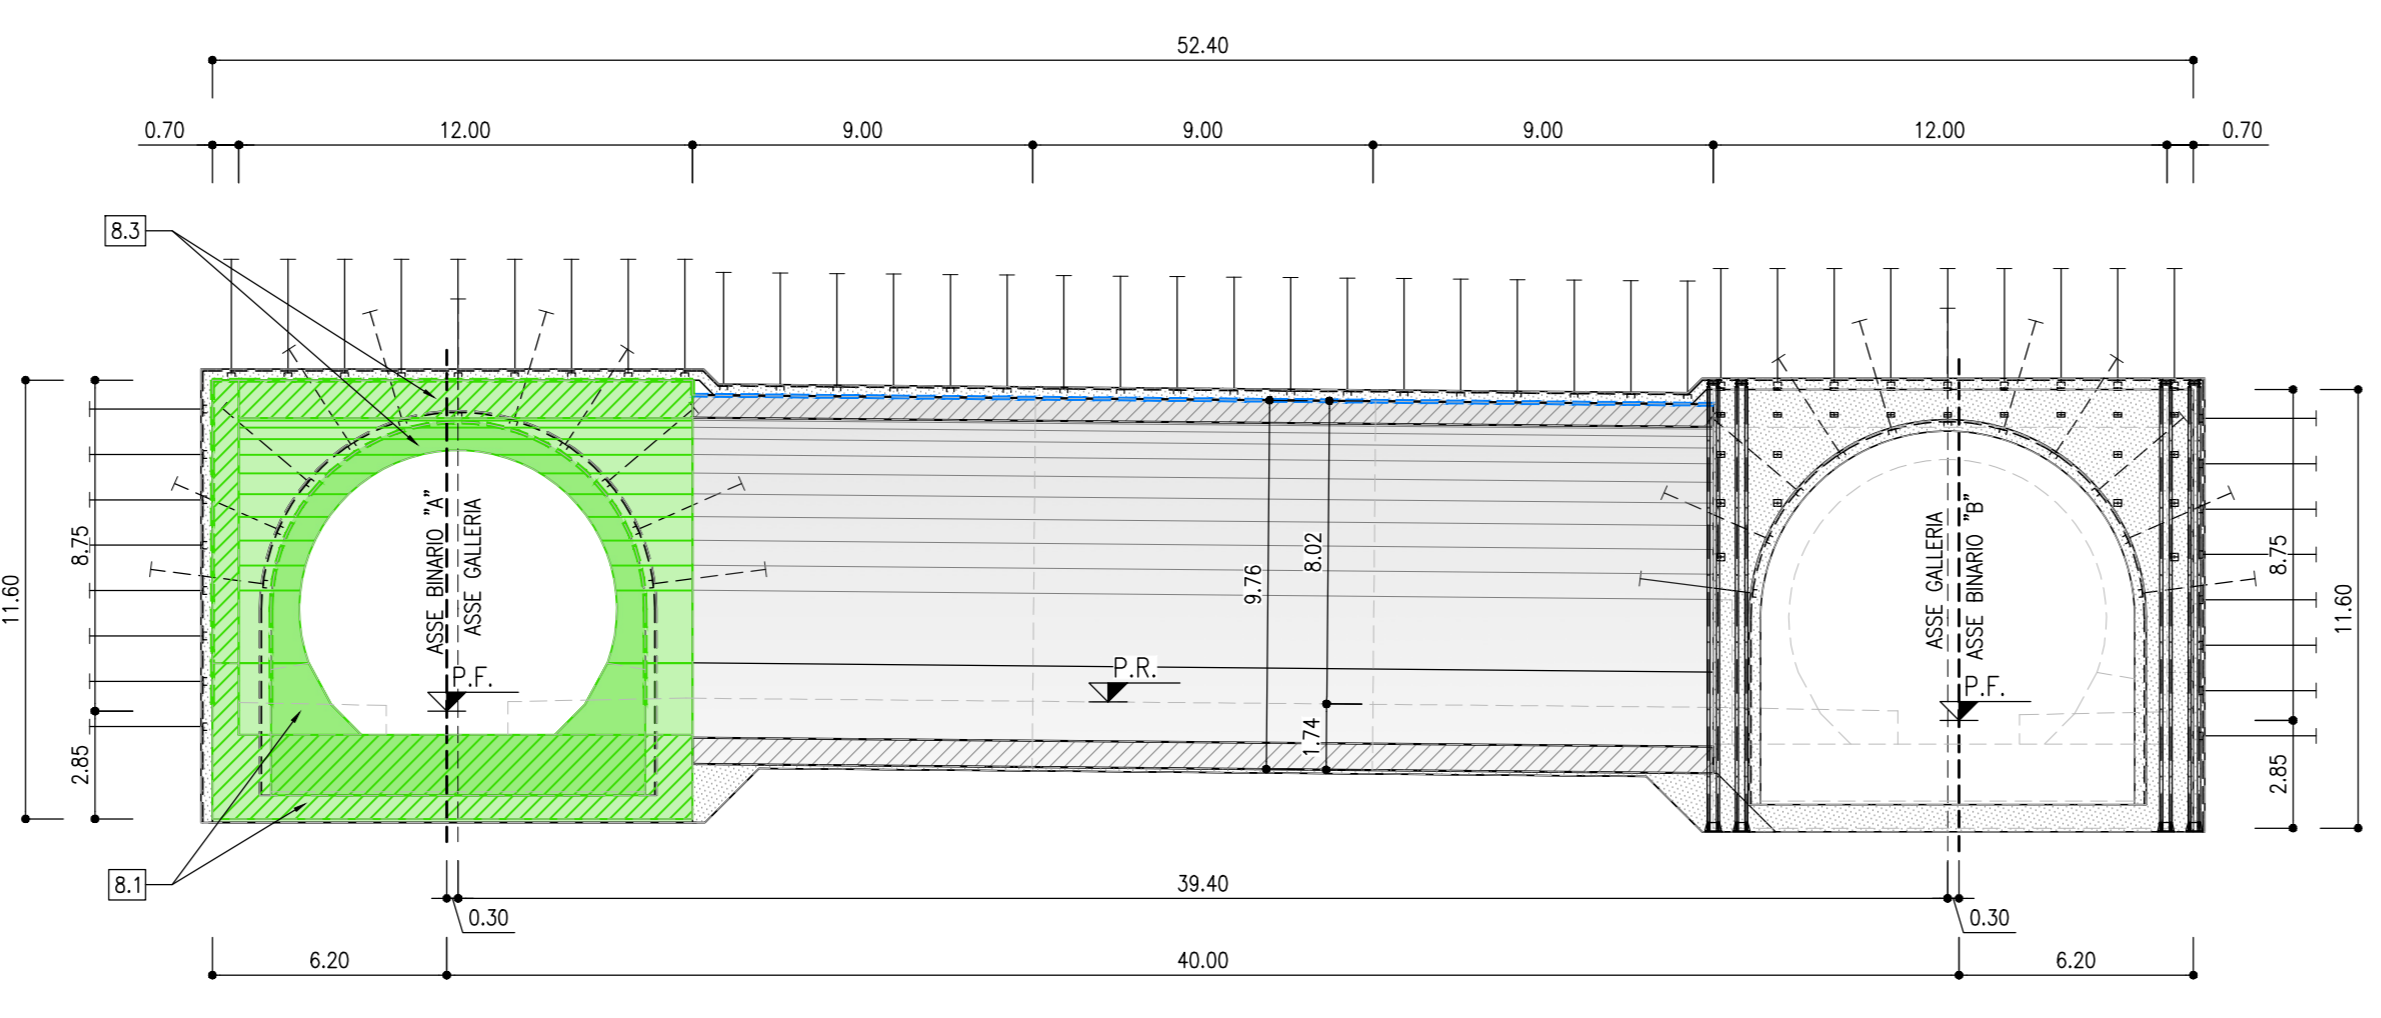 52.40
0.70 12.00 9.00 9.00 9.00 12.00 0.70
8.3
11.60
8.75
2.85
ASSE BINARIO "A"
ASSE GALLERIA
P.F.
P.R.
9.76
8.02
1.74
ASSE GALLERIA
ASSE BINARIO "B"
P.F.
8.75
2.85
11.60
8.1
39.40
0.30 0.30
6.20 40.00 6.20